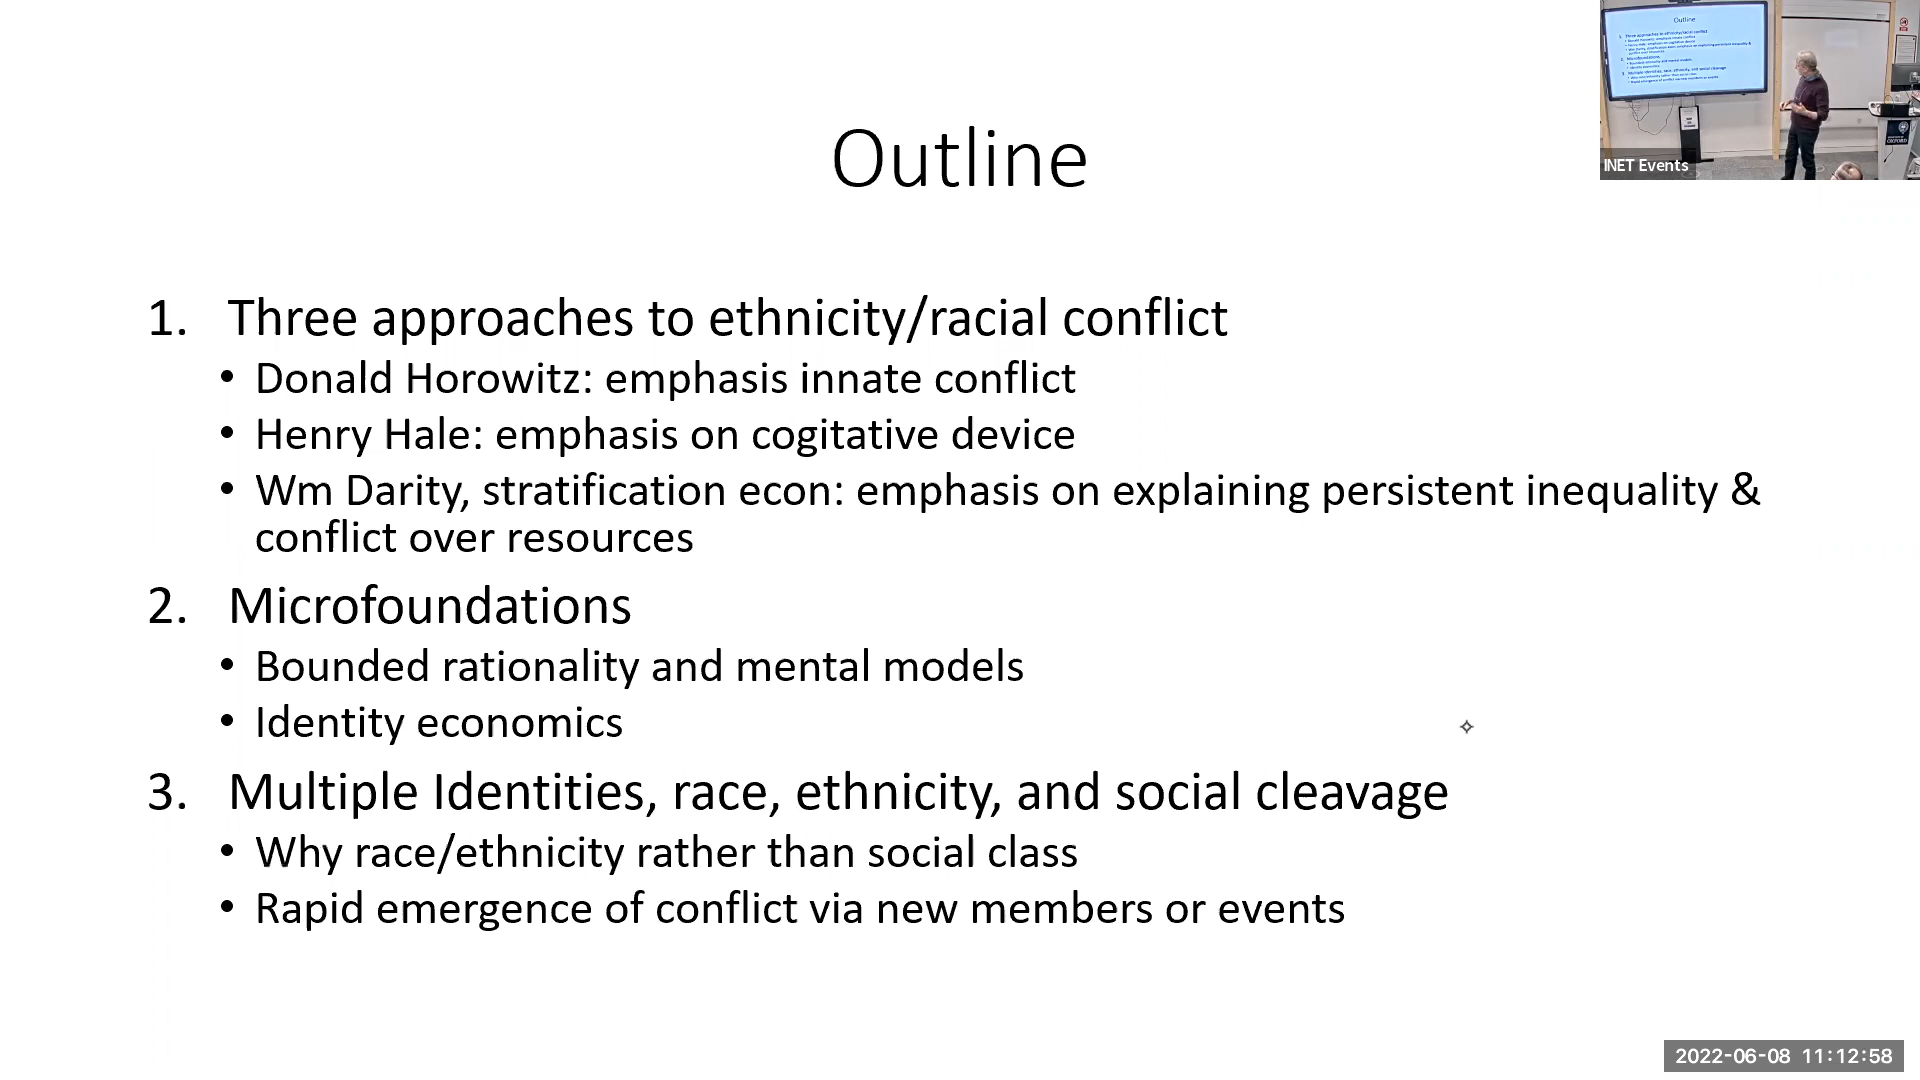 Outline
1. Three approaches to ethnicity/racial conflict
• Donald Horowitz: emphasis innate conflict
• Henry Hale: emphasis on cogitative device
• Wm Darity, stratification econ: emphasis on explaining persistent inequality &
conflict over resources
2. Microfoundations
• Bounded rationality and mental models
• Identity economics
3. Multiple Identities, race, ethnicity, and social cleavage
• Why race/ethnicity rather than social class
• Rapid emergence of conflict via new members or events
Outline
OXFORD
INET Events
2022-06-08 11:12:58